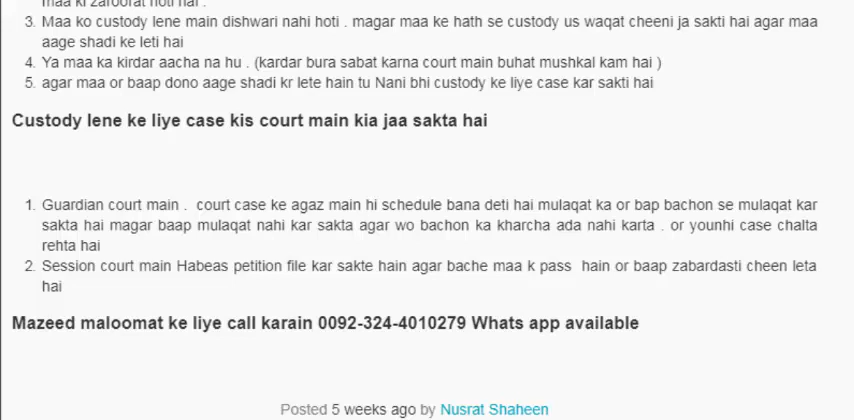 maa ki zaroorat hoti hai .
3. Maa ko custody lene main dishwari nahi hoti . magar maa ke hath se custody us waqat cheeni ja sakti hai agar maa
aage shadi ke leti hai
4. Ya maa ka kirdar aacha na hu . (kardar bura sabat karna court main buhat mushkal kam hai )
5. agar maa or baap dono aage shadi kr lete hain tu Nani bhi custody ke liye case kar sakti hai
Custody lene ke liye case kis court main kia jaa sakta hai
1. Guardian court main . court case ke agaz main hi schedule bana deti hai mulaqat ka or bap bachon se mulaqat kar
sakta hai magar baap mulaqat nahi kar sakta agar wo bachon ka kharcha ada nahi karta . or younhi case chalta
rehta hai
2. Session court main Habeas petition file kar sakte hain agar bache maa k pass hain or baap zabardasti cheen leta
hai
Mazeed maloomat ke liye call karain 0092-324-4010279 Whats app available
Posted 5 weeks ago by Nusrat Shaheen